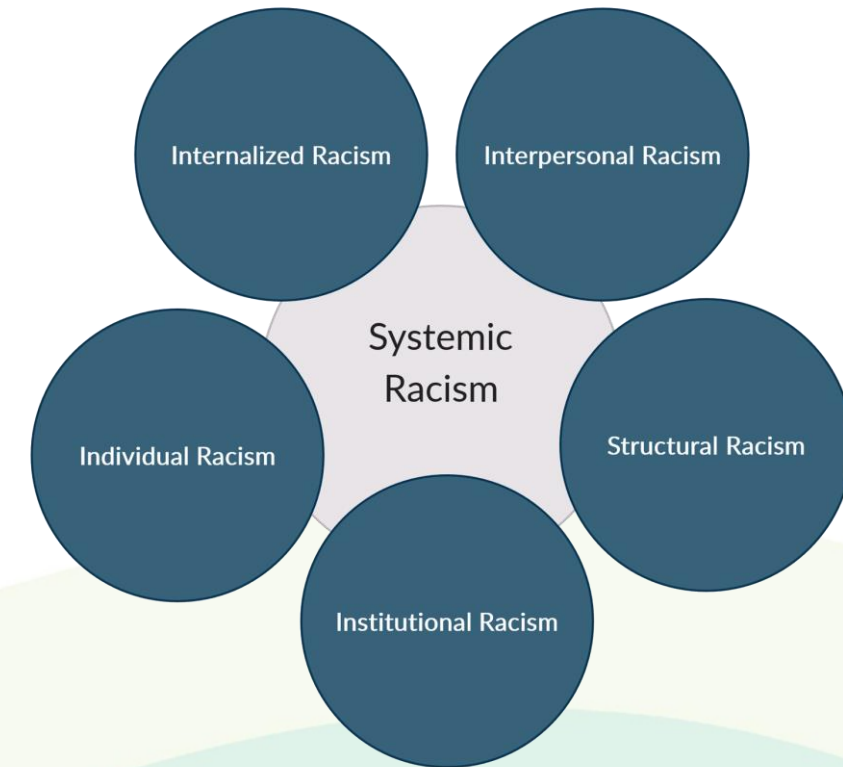 Internalized Racism
Interpersonal Racism
Systemic
Racism
Individual Racism
Structural Racism
Institutional Racism